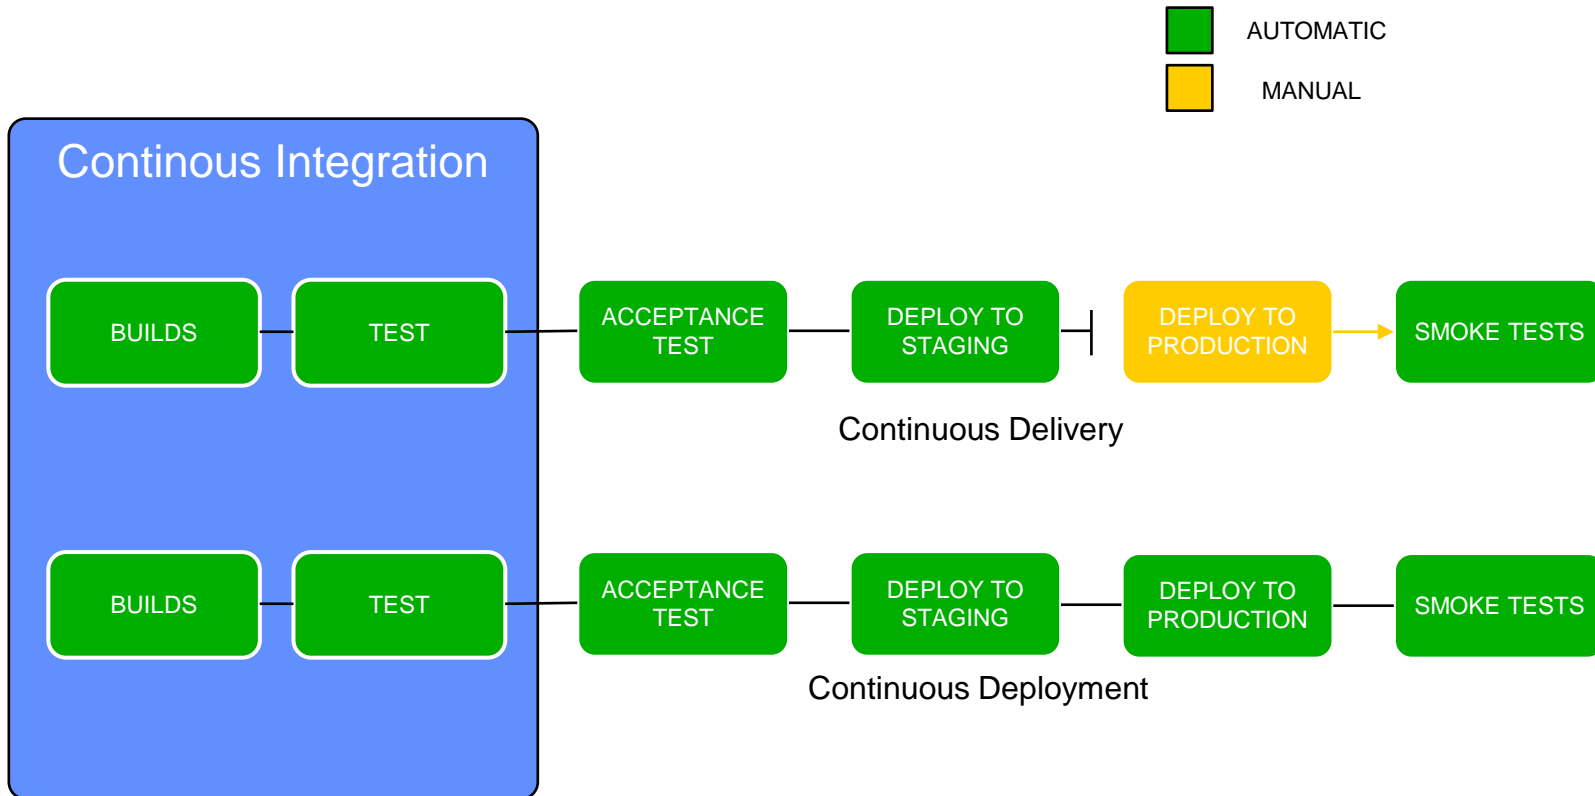 AUTOMATIC
MANUAL
Continous Integration
BUILDS
TEST
ACCEPTANCE
TEST
DEPLOY TO
STAGING
DEPLOY TO
PRODUCTION
SMOKE TESTS
Continuous Delivery
BUILDS
TEST
ACCEPTANCE
TEST
DEPLOY TO
STAGING
DEPLOY TO
PRODUCTION
SMOKE TESTS
Continuous Deployment